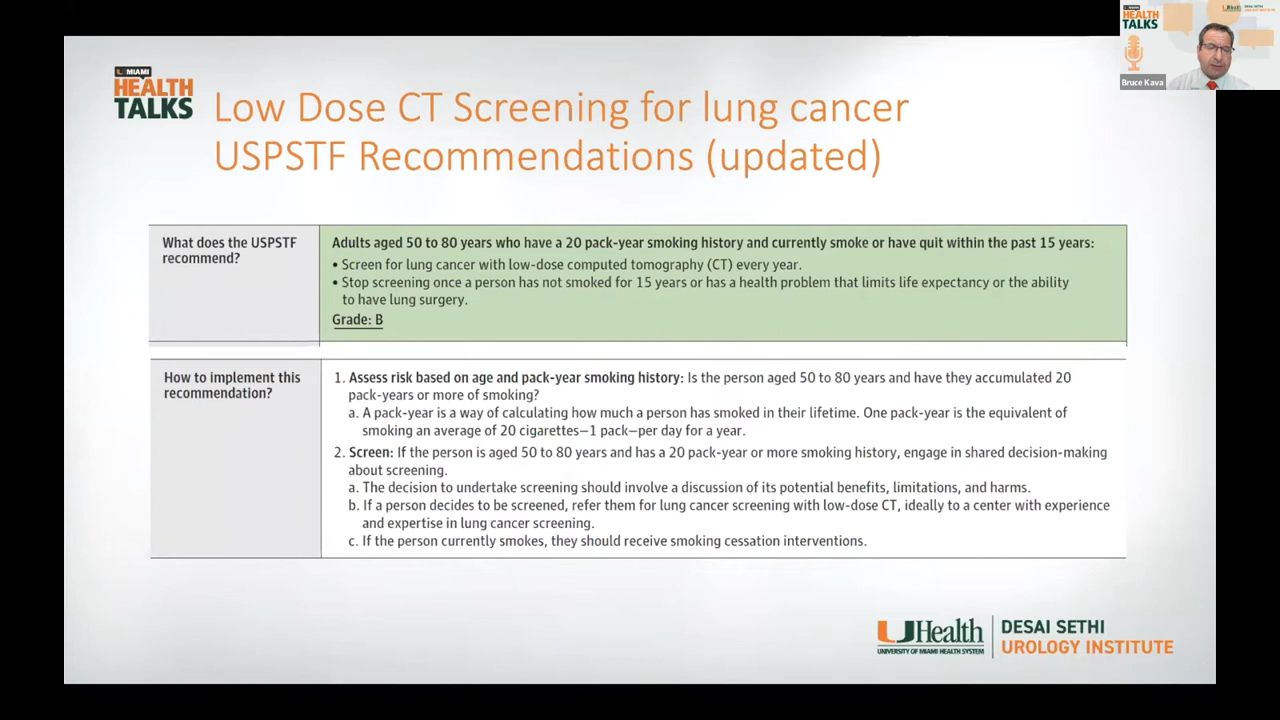 MIAMI
HEALTH
TALKS
Low Dose CT Screening for lung cancer
USPSTF Recommendations (updated)
What does the USPSTF
recommend?
Adults aged 50 to 80 years who have a 20 pack-year smoking history and currently smoke or have quit within the past 15 years:
• Screen for lung cancer with low-dose computed tomography (CT) every year.
• Stop screening once a person has not smoked for 15 years or has a health problem that limits life expectancy or the ability
to have lung surgery.
Grade: B
How to implement this
recommendation?
1. Assess risk based on age and pack-year smoking history: Is the person aged 50 to 80 years and have they accumulated 20
pack-years or more of smoking?
a. A pack-year is a way of calculating how much a person has smoked in their lifetime. One pack-year is the equivalent of
smoking an average of 20 cigarettes—1 pack—per day for a year.
2. Screen: If the person is aged 50 to 80 years and has a 20 pack-year or more smoking history, engage in shared decision-making
about screening.
a. The decision to undertake screening should involve a discussion of its potential benefits, limitations, and harms.
b. If a person decides to be screened, refer them for lung cancer screening with low-dose CT, ideally to a center with experience
and expertise in lung cancer screening.
c. If the person currently smokes, they should receive smoking cessation interventions.
UHealth
UNIVERSITY OF MIAMI HEALTH SYSTEM
DESAI SETHI
UROLOGY INSTITUTE
HEALTH
TALKS
UHealth
DESAI SETHI
UROLOGY INSTITUTE
Bruce Kava